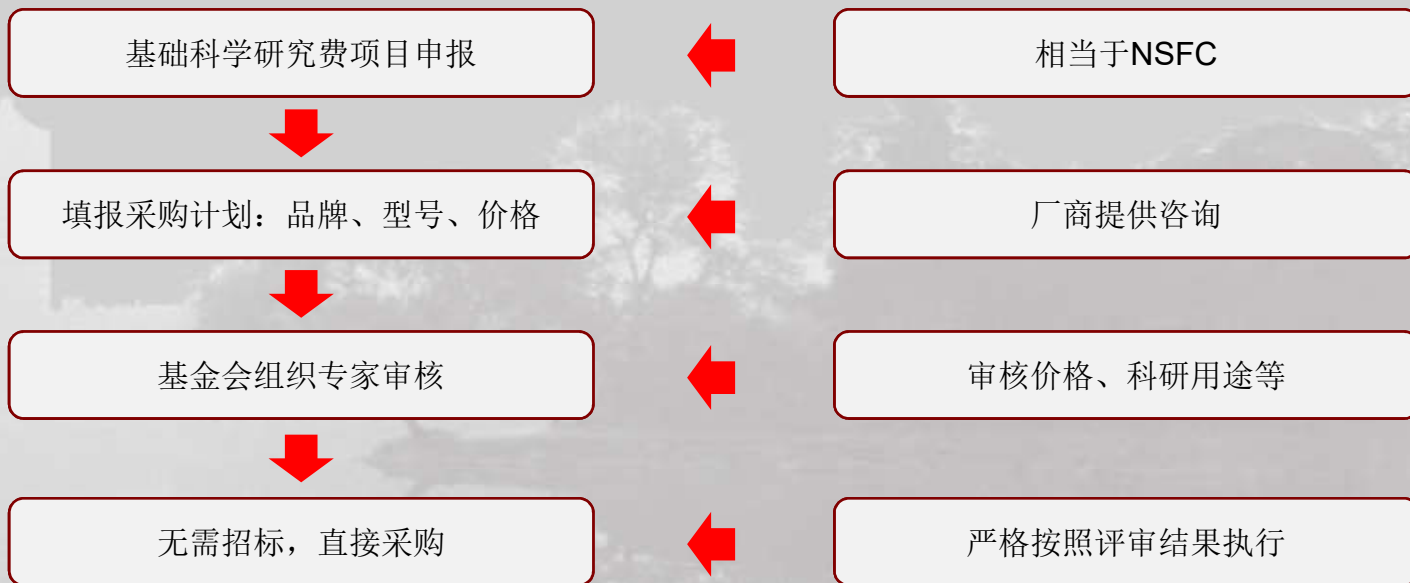 基础科学研究费项目申报
相当于NSFC
填报采购计划：品牌、型号、价格
厂商提供咨询
基金会组织专家审核
审核价格、科研用途等
无需招标，直接采购
严格按照评审结果执行